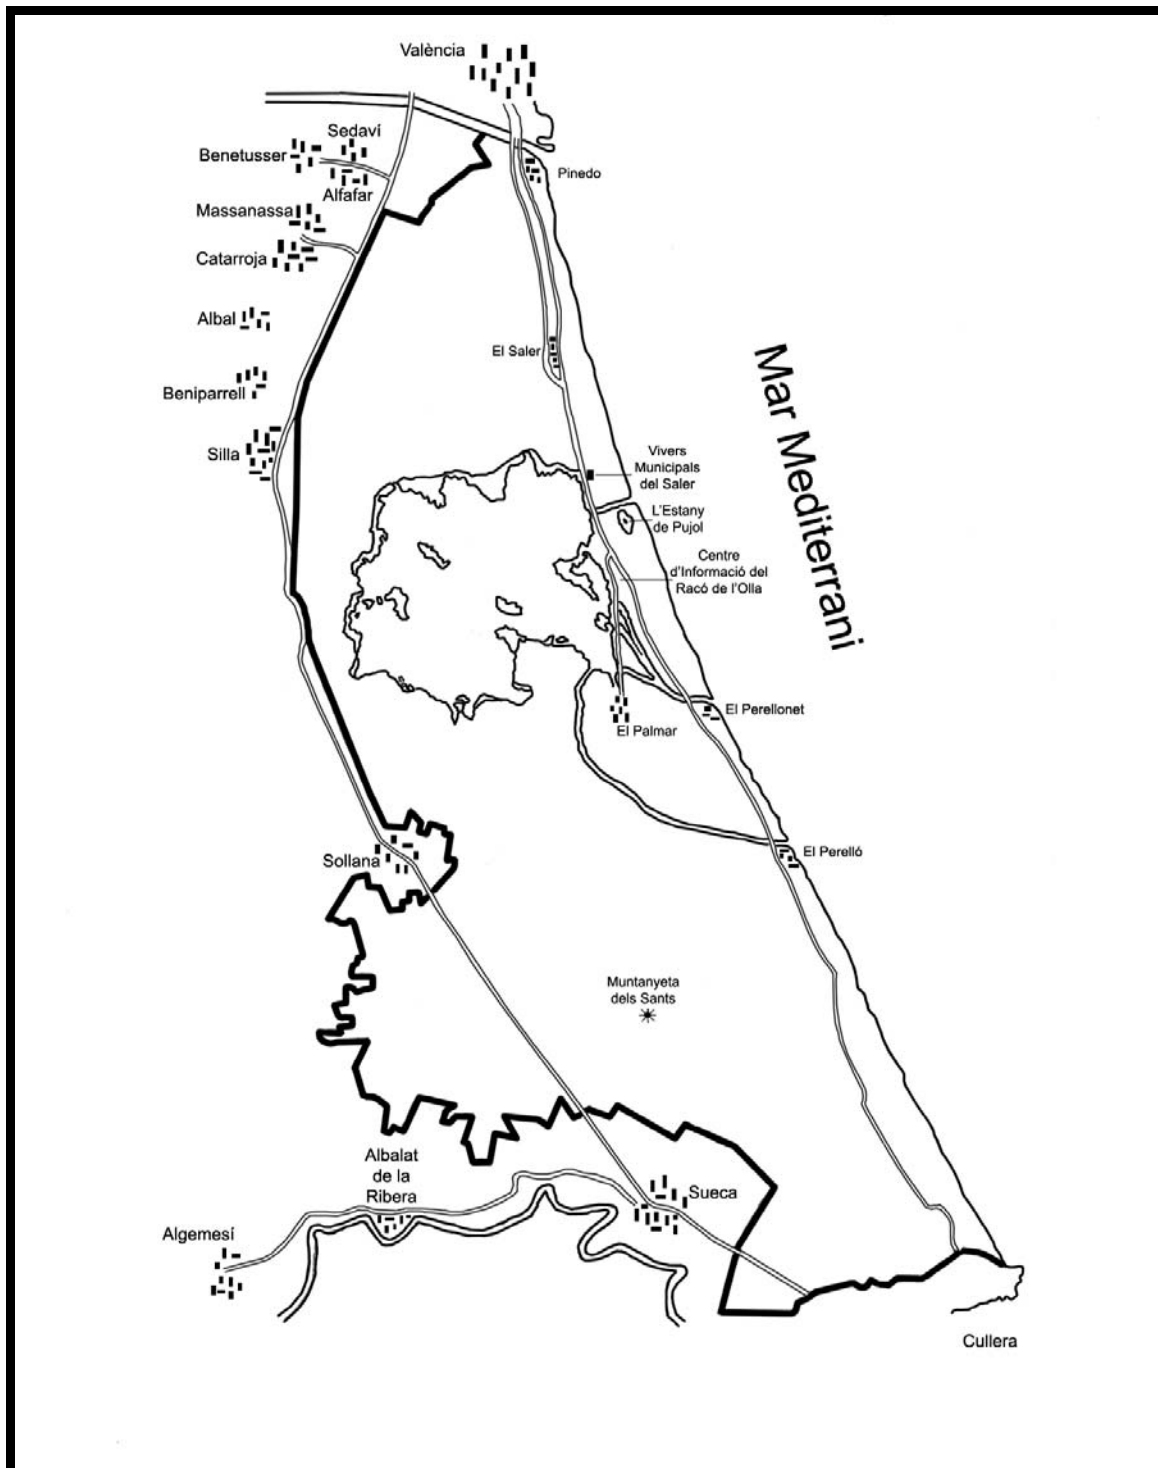 València
Sedaví
Benetusser
Pinedo
Alfafar
Massanassa
Catarroja
Albal
El Saler
Beniparrell
Mar Mediterrani
Silla
Vivers
Municipals
del Saler
L'Estany
de Pujol
Centre
d'Informació del
Racó de l'Olla
El Perellonet
El Palmar
El Perelló
Sollana
Muntanyeta
dels Sants
Albalat
de la
Ribera
Sueca
Algemesí
Cullera